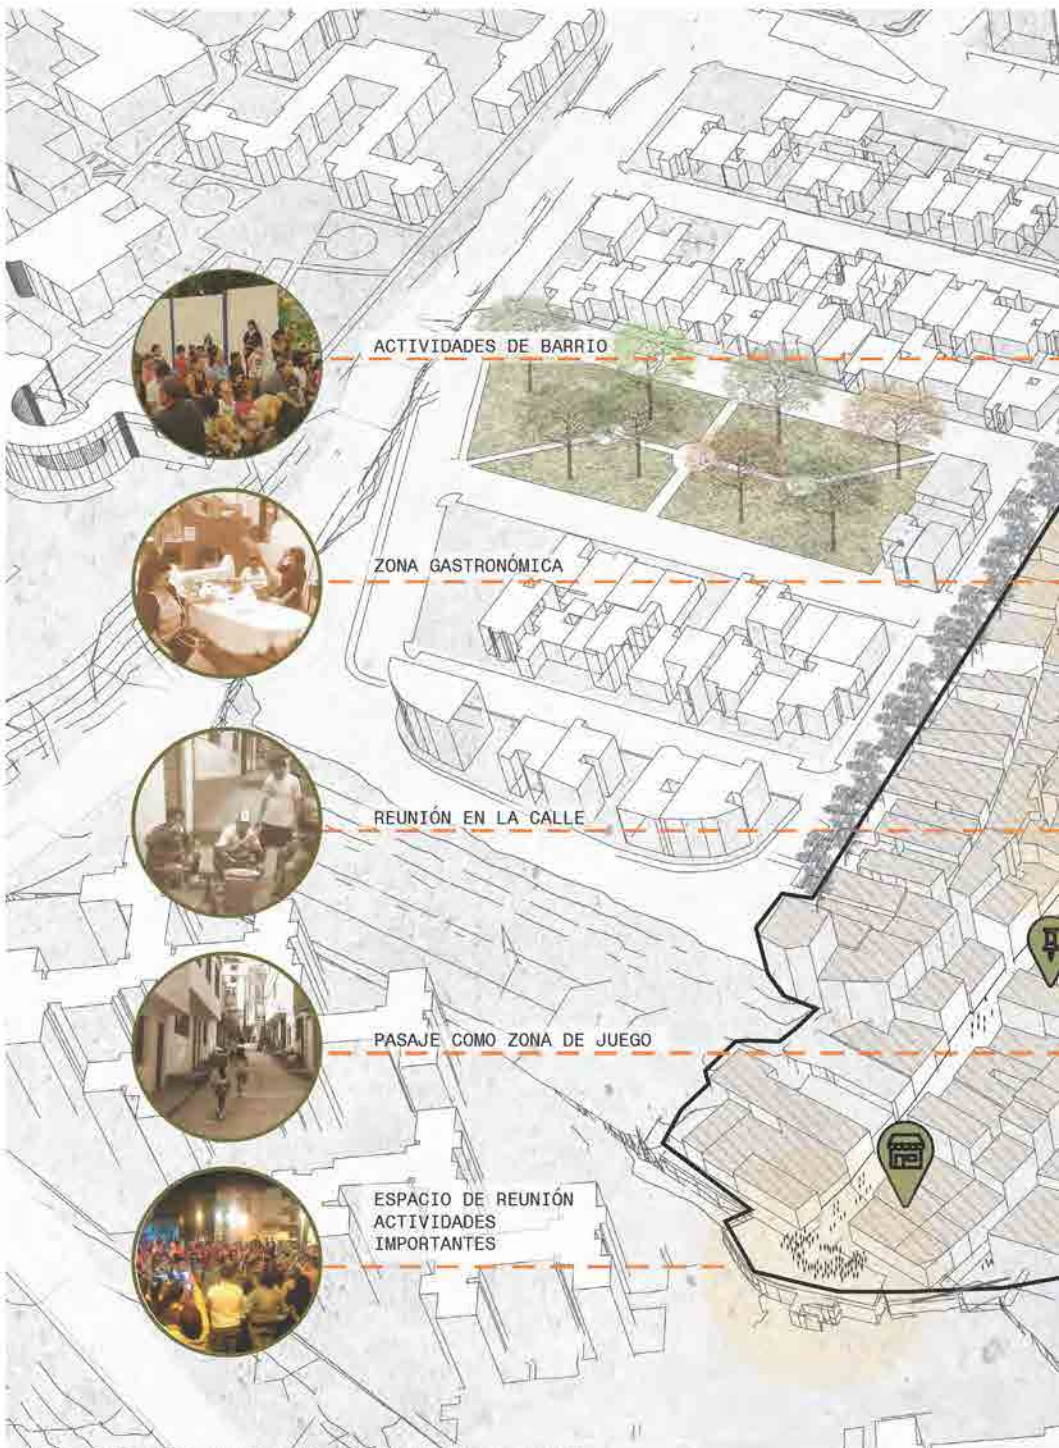 ACTIVIDADES DE BARRIO
ZONA GASTRONÓMICA
REUNIÓN EN LA CALLE
PASAJE COMO ZONA DE JUEGO
ESPACIO DE REUNIÓN
ACTIVIDADES
IMPORTANTES